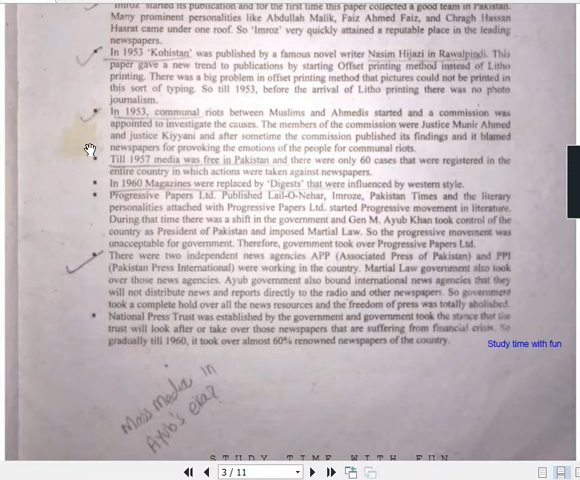 'Imroz' started its publication and for the first time this paper collected a good team in Pakistan.
Many prominent personalities like Abdullah Malik, Faiz Ahmed Faiz, and Chragh Hassan
Hasrat came under one roof. So 'Imroz' very quickly attained a reputable place in the leading
newspapers.
In 1953 'Kohistan' was published by a famous novel writer Nasim Hijazi in Rawalpindi. This
paper gave a new trend to publications by starting Offset printing method instead of Litho
printing. There was a big problem in offset printing method that pictures could not be printed in
this sort of typing. So till 1953, before the arrival of Litho printing there was no photo
journalism.
In 1953, communal riots between Muslims and Ahmedis started and a commission was
appointed to investigate the causes. The members of the commission were Justice Munir Ahmed
and justice Kiyyani and after sometime the commission published its findings and it blamed
newspapers for provoking the emotions of the people for communal riots.
Till 1957 media was free in Pakistan and there were only 60 cases that were registered in the
entire country in which actions were taken against newspapers.
In 1960 Magazines were replaced by 'Digests' that were influenced by western style.
Progressive Papers Ltd. Published Lail-O-Nehar, Imroze, Pakistan Times and the literary
personalities attached with Progressive Papers Ltd. started Progressive movement in literature.
During that time there was a shift in the government and Gen M. Ayub Khan took control of the
country as President of Pakistan and imposed Martial Law. So the progressive movement was
unacceptable for government. Therefore, government took over Progressive Papers Ltd.
There were two independent news agencies APP (Associated Press of Pakistan) and PPI
(Pakistan Press International) were working in the country. Martial Law government also took
over those news agencies. Ayub government also bound international news agencies that they
will not distribute news and reports directly to the radio and other newspapers. So government
took a complete hold over all the news resources and the freedom of press was totally abolished.
National Press Trust was established by the government and government took the stance that the
trust will look after or take over those newspapers that are suffering from financial crisis. So
gradually till 1960, it took over almost 60% renowned newspapers of the country.
Study time with fun
Mass media in
Ayub's era?
STUDY TIME WITH FUN
3 / 11